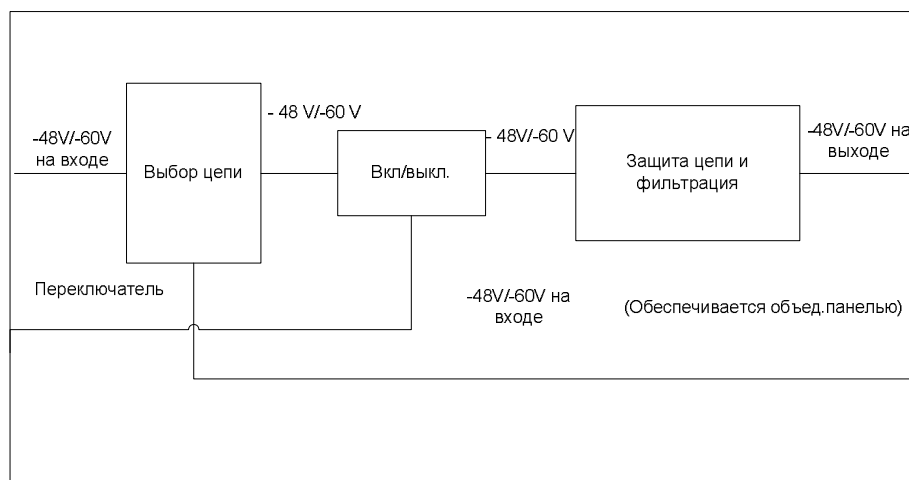 - 48 V/-60 V
-48V/-60V
на входе
Выбор цепи
Вкл/выкл.
- 48V/-60 V
Защита цепи и
фильтрация
-48V/-60V на
выходе
Переключатель
-48V/-60V на
входе
(Обеспечивается объед.панелью)